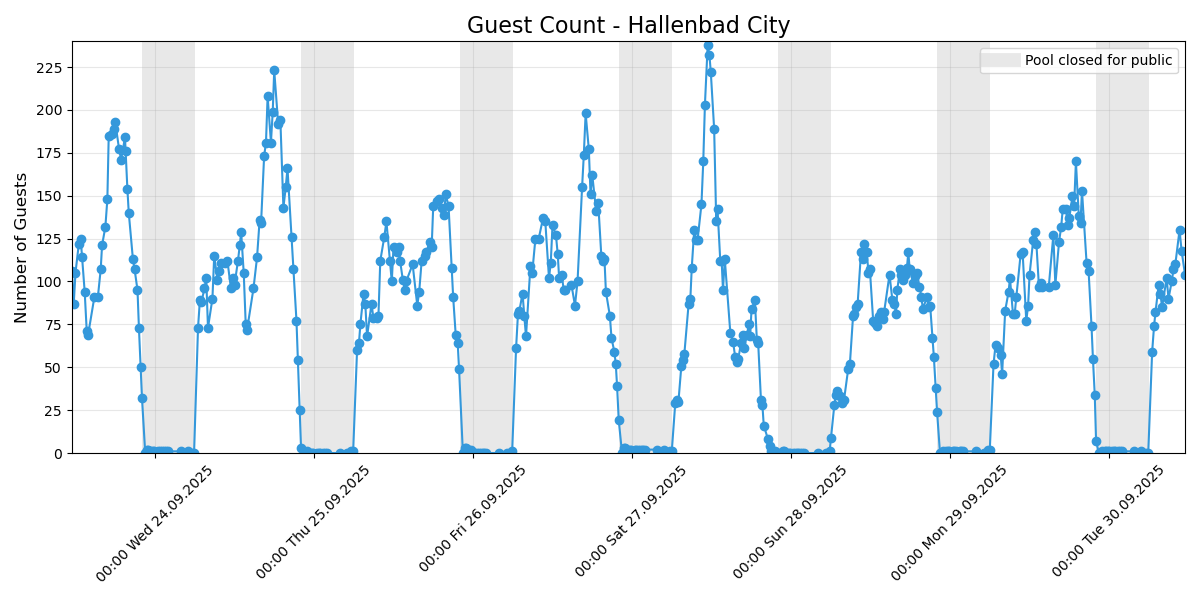 Guest Count - Hallenbad City
Pool closed for public
Number of Guests
225
200
175
150
125
100
75
50
25
0
00:00 Wed 24.09.2025
00:00 Thu 25.09.2025
00:00 Fri 26.09.2025
00:00 Sat 27.09.2025
00:00 Sun 28.09.2025
00:00 Mon 29.09.2025
00:00 Tue 30.09.2025